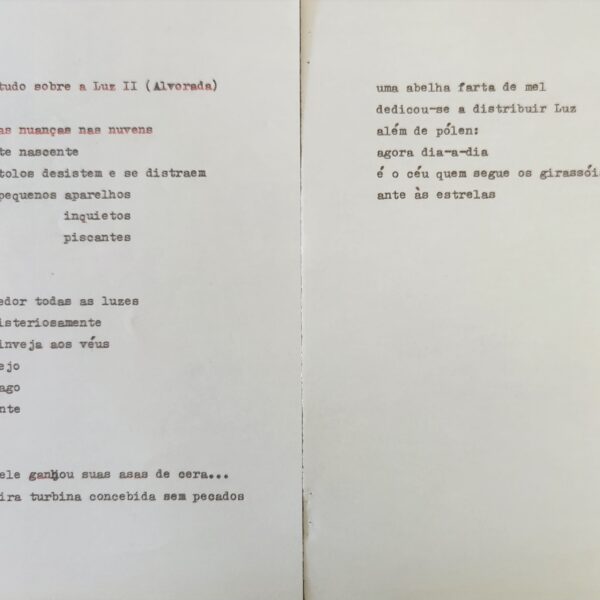 tudo sobre a Luz II (Alvorada)
as nuanças nas nuvens
te nascente
tolos desistem e se distraem
pequenos aparelhos
inquietos
piscantes
edor todas as luzes
isteriosamente
inveja aos véus
ejo
ago
nte
ele ganhou suas asas de cera...
ira turbina concebida sem pecados
uma abelha farta de mel
dedicou-se a distribuir Luz
além de pólen:
agora dia-a-dia
é o céu quem segue os girassóis
ante às estrelas